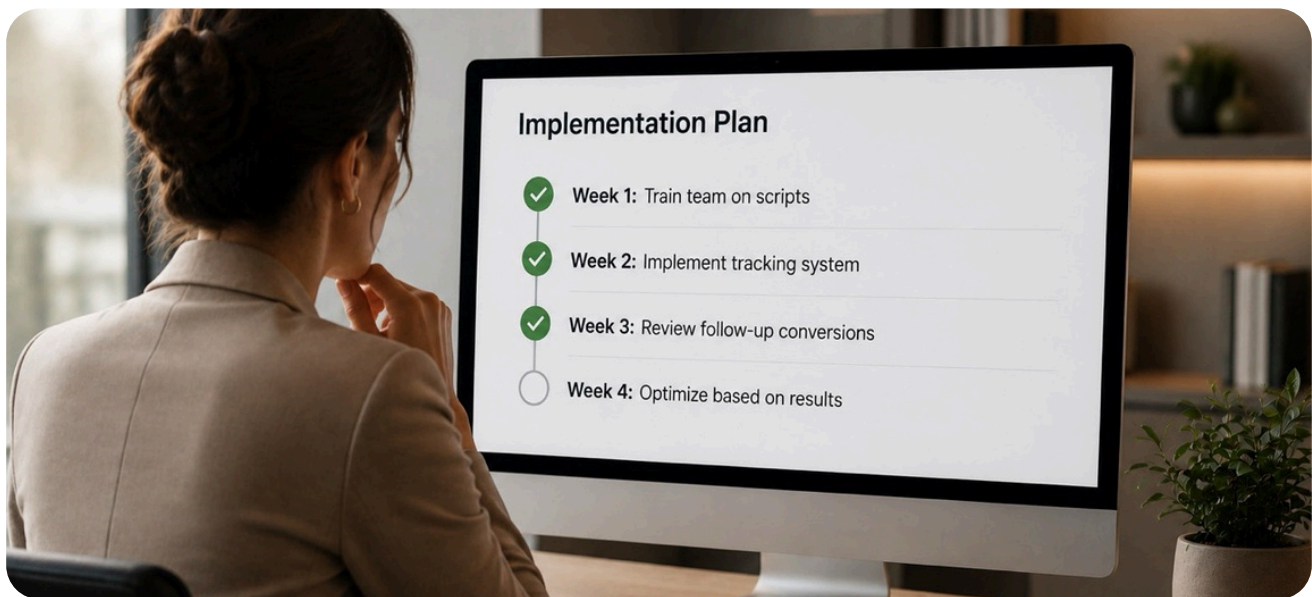 Implementation Plan
Week 1: Train team on scripts
Week 2: Implement tracking system
Week 3: Review follow-up conversions
Week 4: Optimize based on results